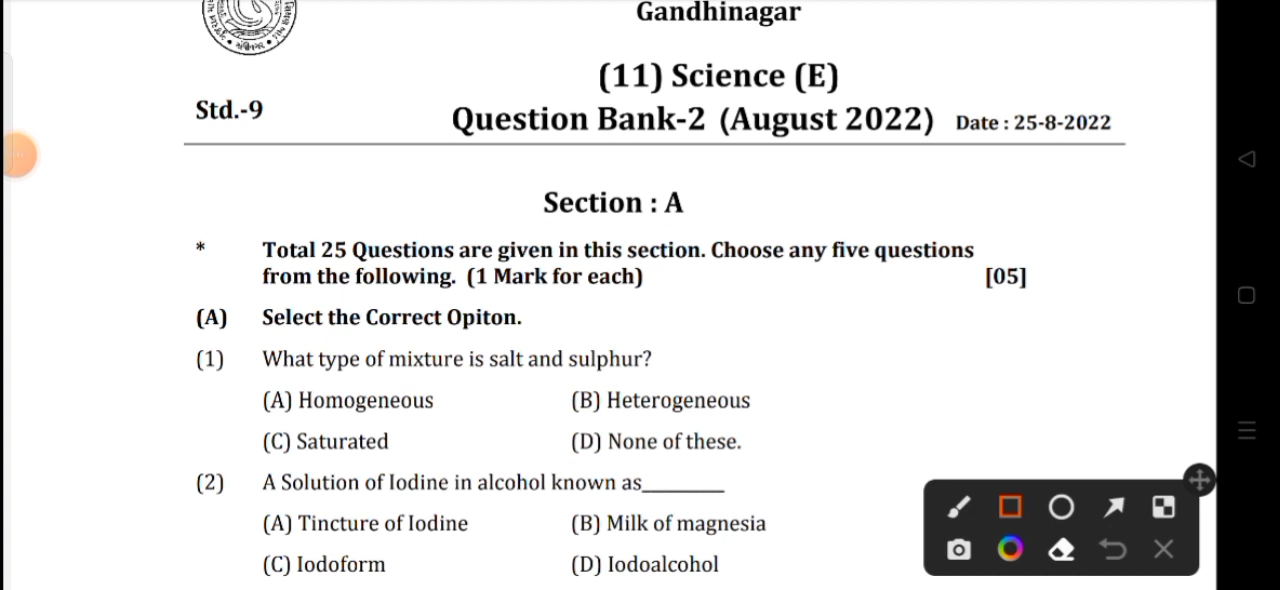 Gandhinagar
(11) Science (E)
Std.-9
Question Bank-2 (August 2022) Date : 25-8-2022
Section : A
* Total 25 Questions are given in this section. Choose any five questions
from the following. (1 Mark for each) [05]
(A) Select the Correct Opiton.
(1) What type of mixture is salt and sulphur?
(A) Homogeneous (B) Heterogeneous
(C) Saturated (D) None of these.
(2) A Solution of Iodine in alcohol known as________
(A) Tincture of Iodine (B) Milk of magnesia
(C) Iodoform (D) Iodoalcohol